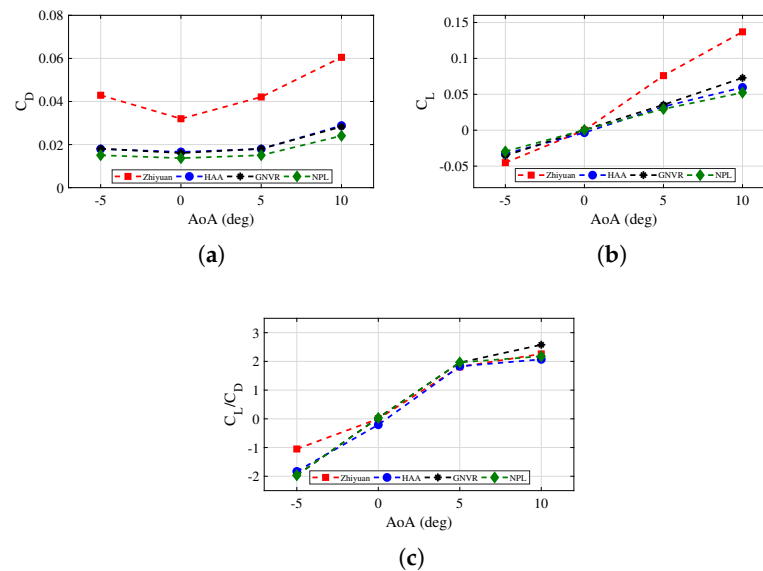 0.08
0.06
0.04
0.02
0
C_D
-5 0 5 10
AoA (deg)
Zhiyuan HAA GNVR NPL
(a)
0.15
0.1
0.05
0
-0.05
C_L
-5 0 5 10
AoA (deg)
Zhiyuan HAA GNVR NPL
(b)
3
2
1
0
-1
-2
C_L/C_D
-5 0 5 10
AoA (deg)
Zhiyuan HAA GNVR NPL
(c)